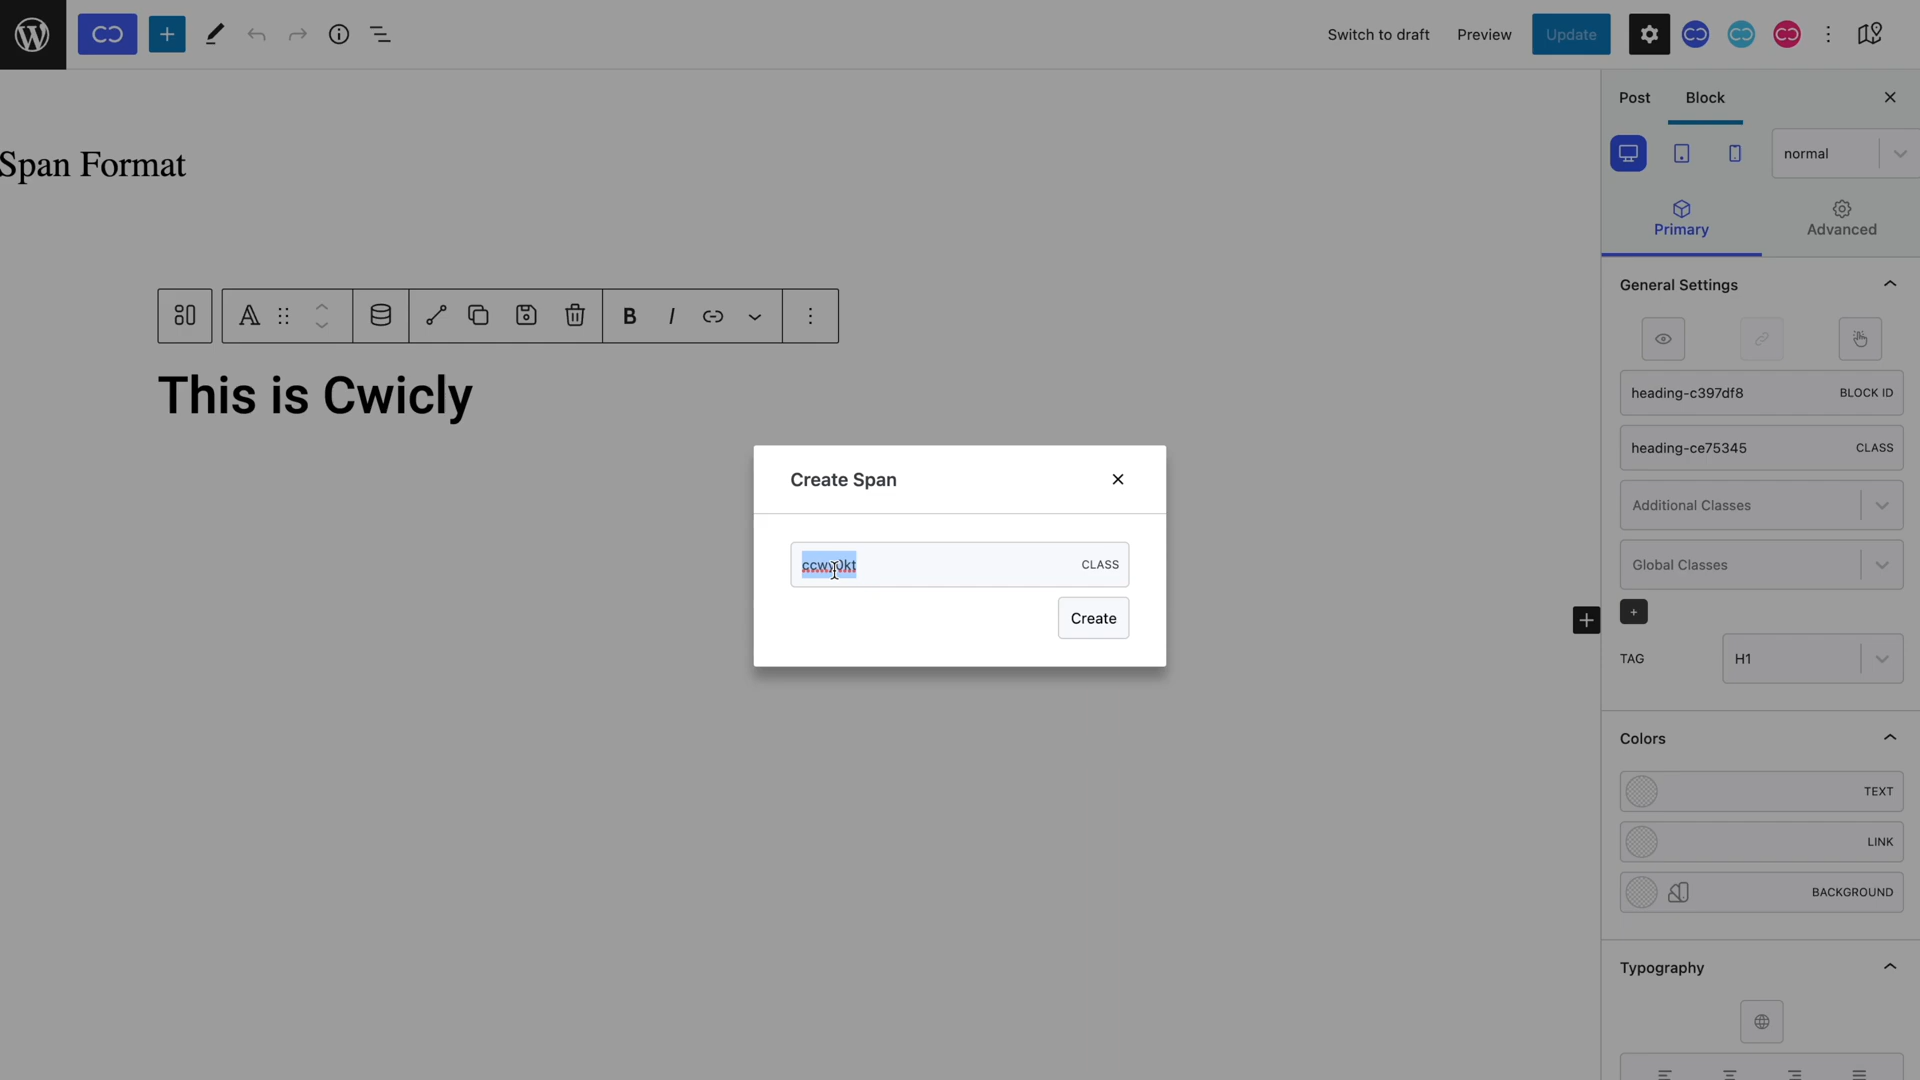 Switch to draft
Preview
Update
Post
Block
normal
Span Format
Primary
Advanced
General Settings
B I
This is Cwicly
heading-c397df8 BLOCK ID
heading-ce75345 CLASS
Create Span
Additional Classes
CLASS
Global Classes
Create
+
TAG H1
Colors
TEXT
LINK
BACKGROUND
Typography